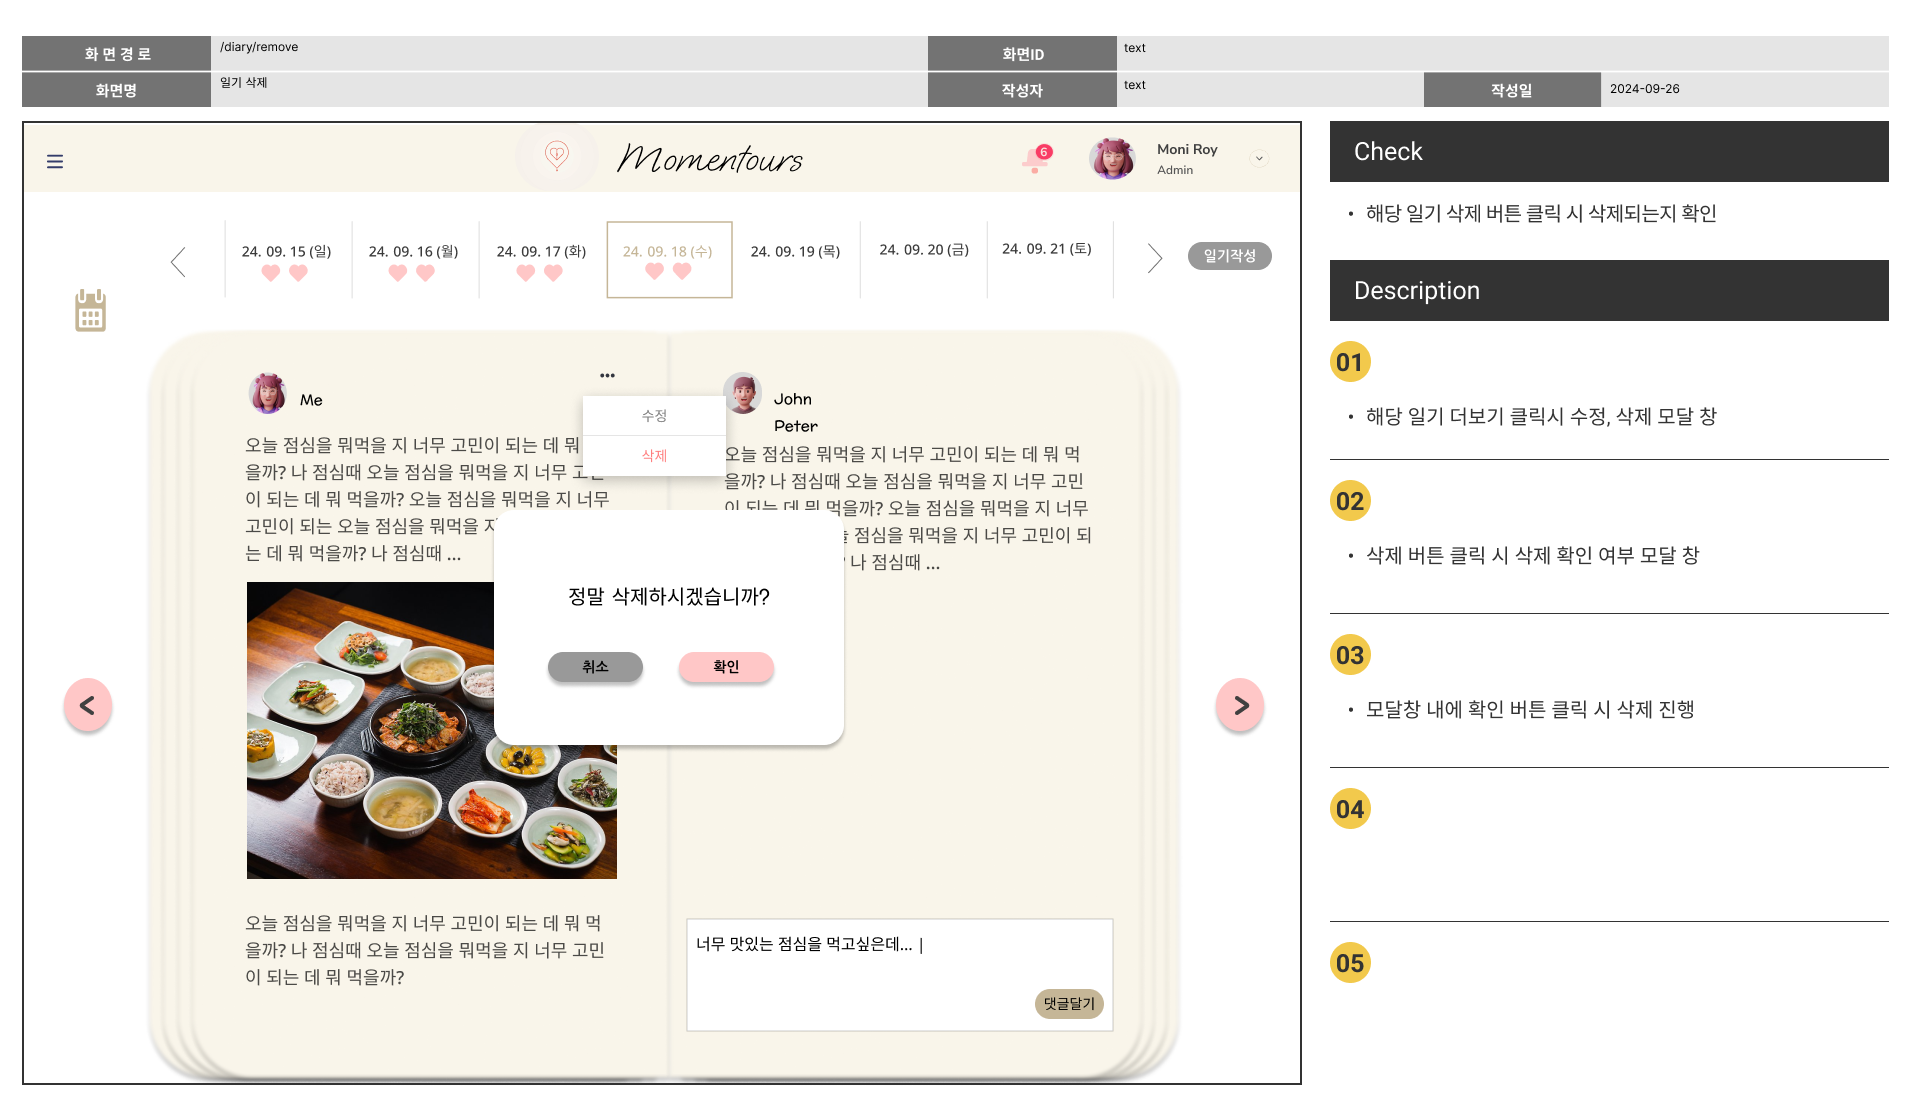 화 면 경 로
/diary/remove
화면ID
text
화면명
일기 삭제
작성자
text
작성일
2024-09-26
Momentours
6
Moni Roy
Admin
24. 09. 15 (일)
24. 09. 16 (월)
24. 09. 17 (화)
24. 09. 18 (수)
24. 09. 19 (목)
24. 09. 20 (금)
24. 09. 21 (토)
일기작성
Me
수정
삭제
오늘 점심을 뭐먹을 지 너무 고민이 되는 데 뭐
을까? 나 점심때 오늘 점심을 뭐먹을 지 너무 고민
이 되는 데 뭐 먹을까? 오늘 점심을 뭐먹을 지 너무
고민이 되는 오늘 점심을 뭐먹을 지
는 데 뭐 먹을까? 나 점심때 ...
John
Peter
오늘 점심을 뭐먹을 지 너무 고민이 되는 데 뭐 먹
을까? 나 점심때 오늘 점심을 뭐먹을 지 너무 고민
이 되는 데 뭐 먹을까? 오늘 점심을 뭐먹을 지 너무
점심을 뭐먹을 지 너무 고민이 되
? 나 점심때 ...
정말 삭제하시겠습니까?
취소
확인
오늘 점심을 뭐먹을 지 너무 고민이 되는 데 뭐 먹
을까? 나 점심때 오늘 점심을 뭐먹을 지 너무 고민
이 되는 데 뭐 먹을까?
너무 맛있는 점심을 먹고싶은데... |
댓글달기
Check
• 해당 일기 삭제 버튼 클릭 시 삭제되는지 확인
Description
01
• 해당 일기 더보기 클릭시 수정, 삭제 모달 창
02
• 삭제 버튼 클릭 시 삭제 확인 여부 모달 창
03
• 모달창 내에 확인 버튼 클릭 시 삭제 진행
04
05